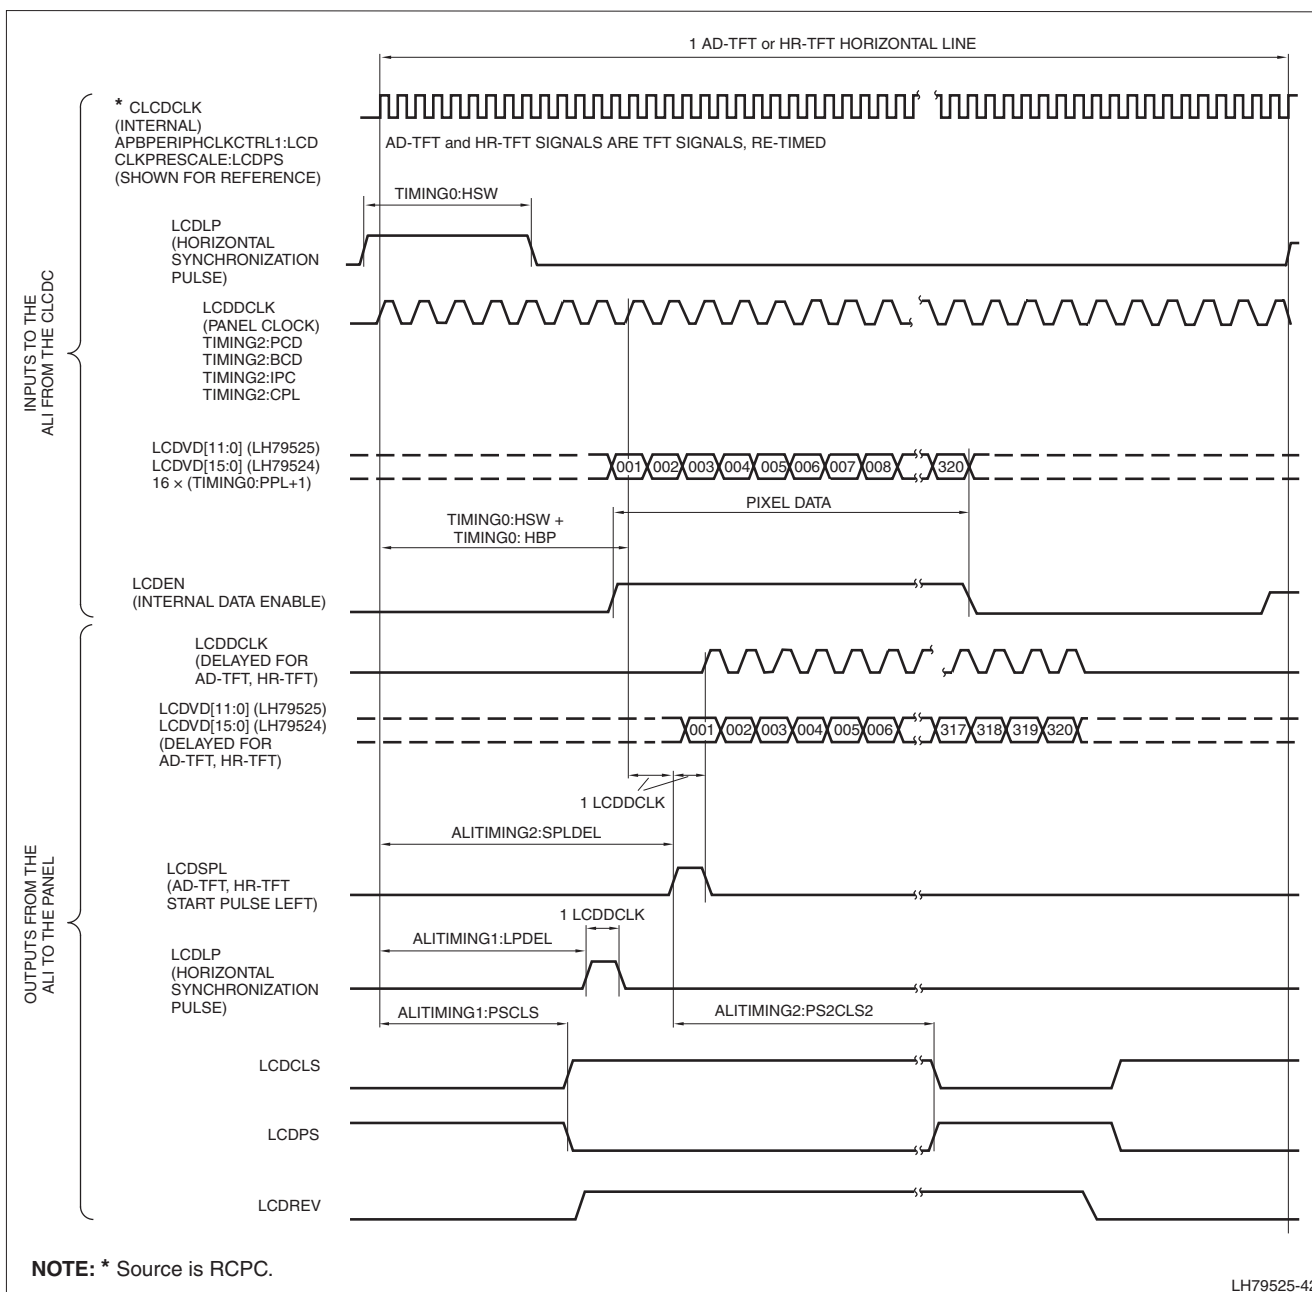 1 AD-TFT or HR-TFT HORIZONTAL LINE
* CLCDCLK
(INTERNAL)
APBPERIPHCLKCTRL1:LCD
CLKPRESCALE:LCDPS
(SHOWN FOR REFERENCE)
AD-TFT and HR-TFT SIGNALS ARE TFT SIGNALS, RE-TIMED
TIMING0:HSW
LCDLP
(HORIZONTAL
SYNCHRONIZATION
PULSE)
INPUTS TO THE
ALI FROM THE CLCDC
LCDDCLK
(PANEL CLOCK)
TIMING2:PCD
TIMING2:BCD
TIMING2:IPC
TIMING2:CPL
LCDVD[11:0] (LH79525)
LCDVD[15:0] (LH79524)
16 × (TIMING0:PPL+1)
001 002 003 004 005 006 007 008 320
PIXEL DATA
TIMING0:HSW +
TIMING0: HBP
LCDEN
(INTERNAL DATA ENABLE)
LCDDCLK
(DELAYED FOR
AD-TFT, HR-TFT)
LCDVD[11:0] (LH79525)
LCDVD[15:0] (LH79524)
(DELAYED FOR
AD-TFT, HR-TFT)
001 002 003 004 005 006 317 318 319 320
1 LCDDCLK
ALITIMING2:SPLDEL
OUTPUTS FROM THE
ALI TO THE PANEL
LCDSPL
(AD-TFT, HR-TFT
START PULSE LEFT)
1 LCDDCLK
ALITIMING1:LPDEL
LCDLP
(HORIZONTAL
SYNCHRONIZATION
PULSE)
ALITIMING1:PSCLS
ALITIMING2:PS2CLS2
LCDCLS
LCDPS
LCDREV
NOTE: * Source is RCPC.
LH79525-42